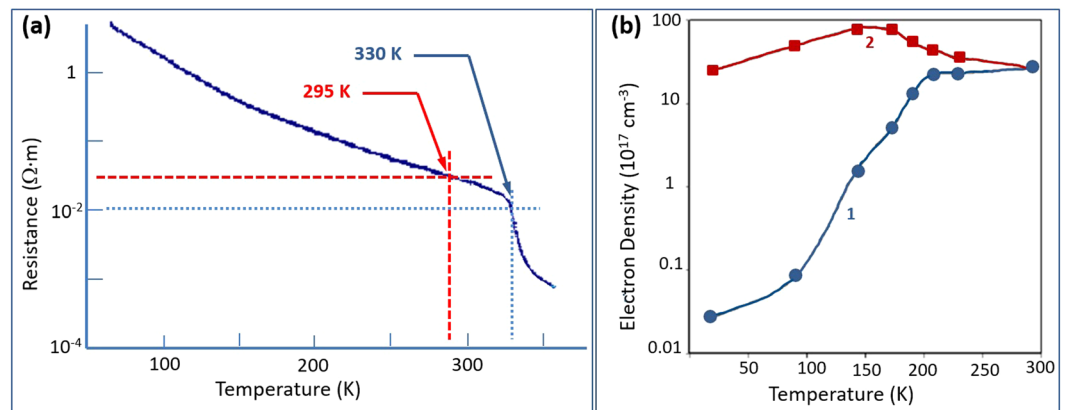 (a)
330 K
295 K
1
10-2
10-4
Resistance (Ω·m)
100
200
300
Temperature (K)
(b)
100
10
1
0.1
0.01
Electron Density (10¹⁷ cm⁻³)
2
1
50
100
150
200
250
300
Temperature (K)